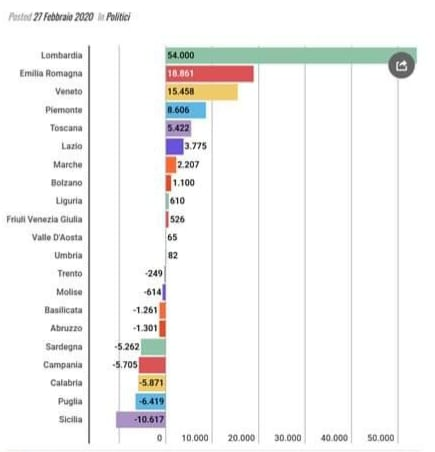 Posted 27 Febbraio 2020 In Politici
Lombardia 54.000
Emilia Romagna 18.861
Veneto 15.458
Piemonte 8.606
Toscana 5.422
Lazio 3.775
Marche 2.207
Bolzano 1.100
Liguria 610
Friuli Venezia Giulia 526
Valle D'Aosta 65
Umbria 82
Trento -249
Molise -614
Basilicata -1.261
Abruzzo -1.301
Sardegna -5.262
Campania -5.705
Calabria -5.871
Puglia -6.419
Sicilia -10.617
0 10.000 20.000 30.000 40.000 50.000